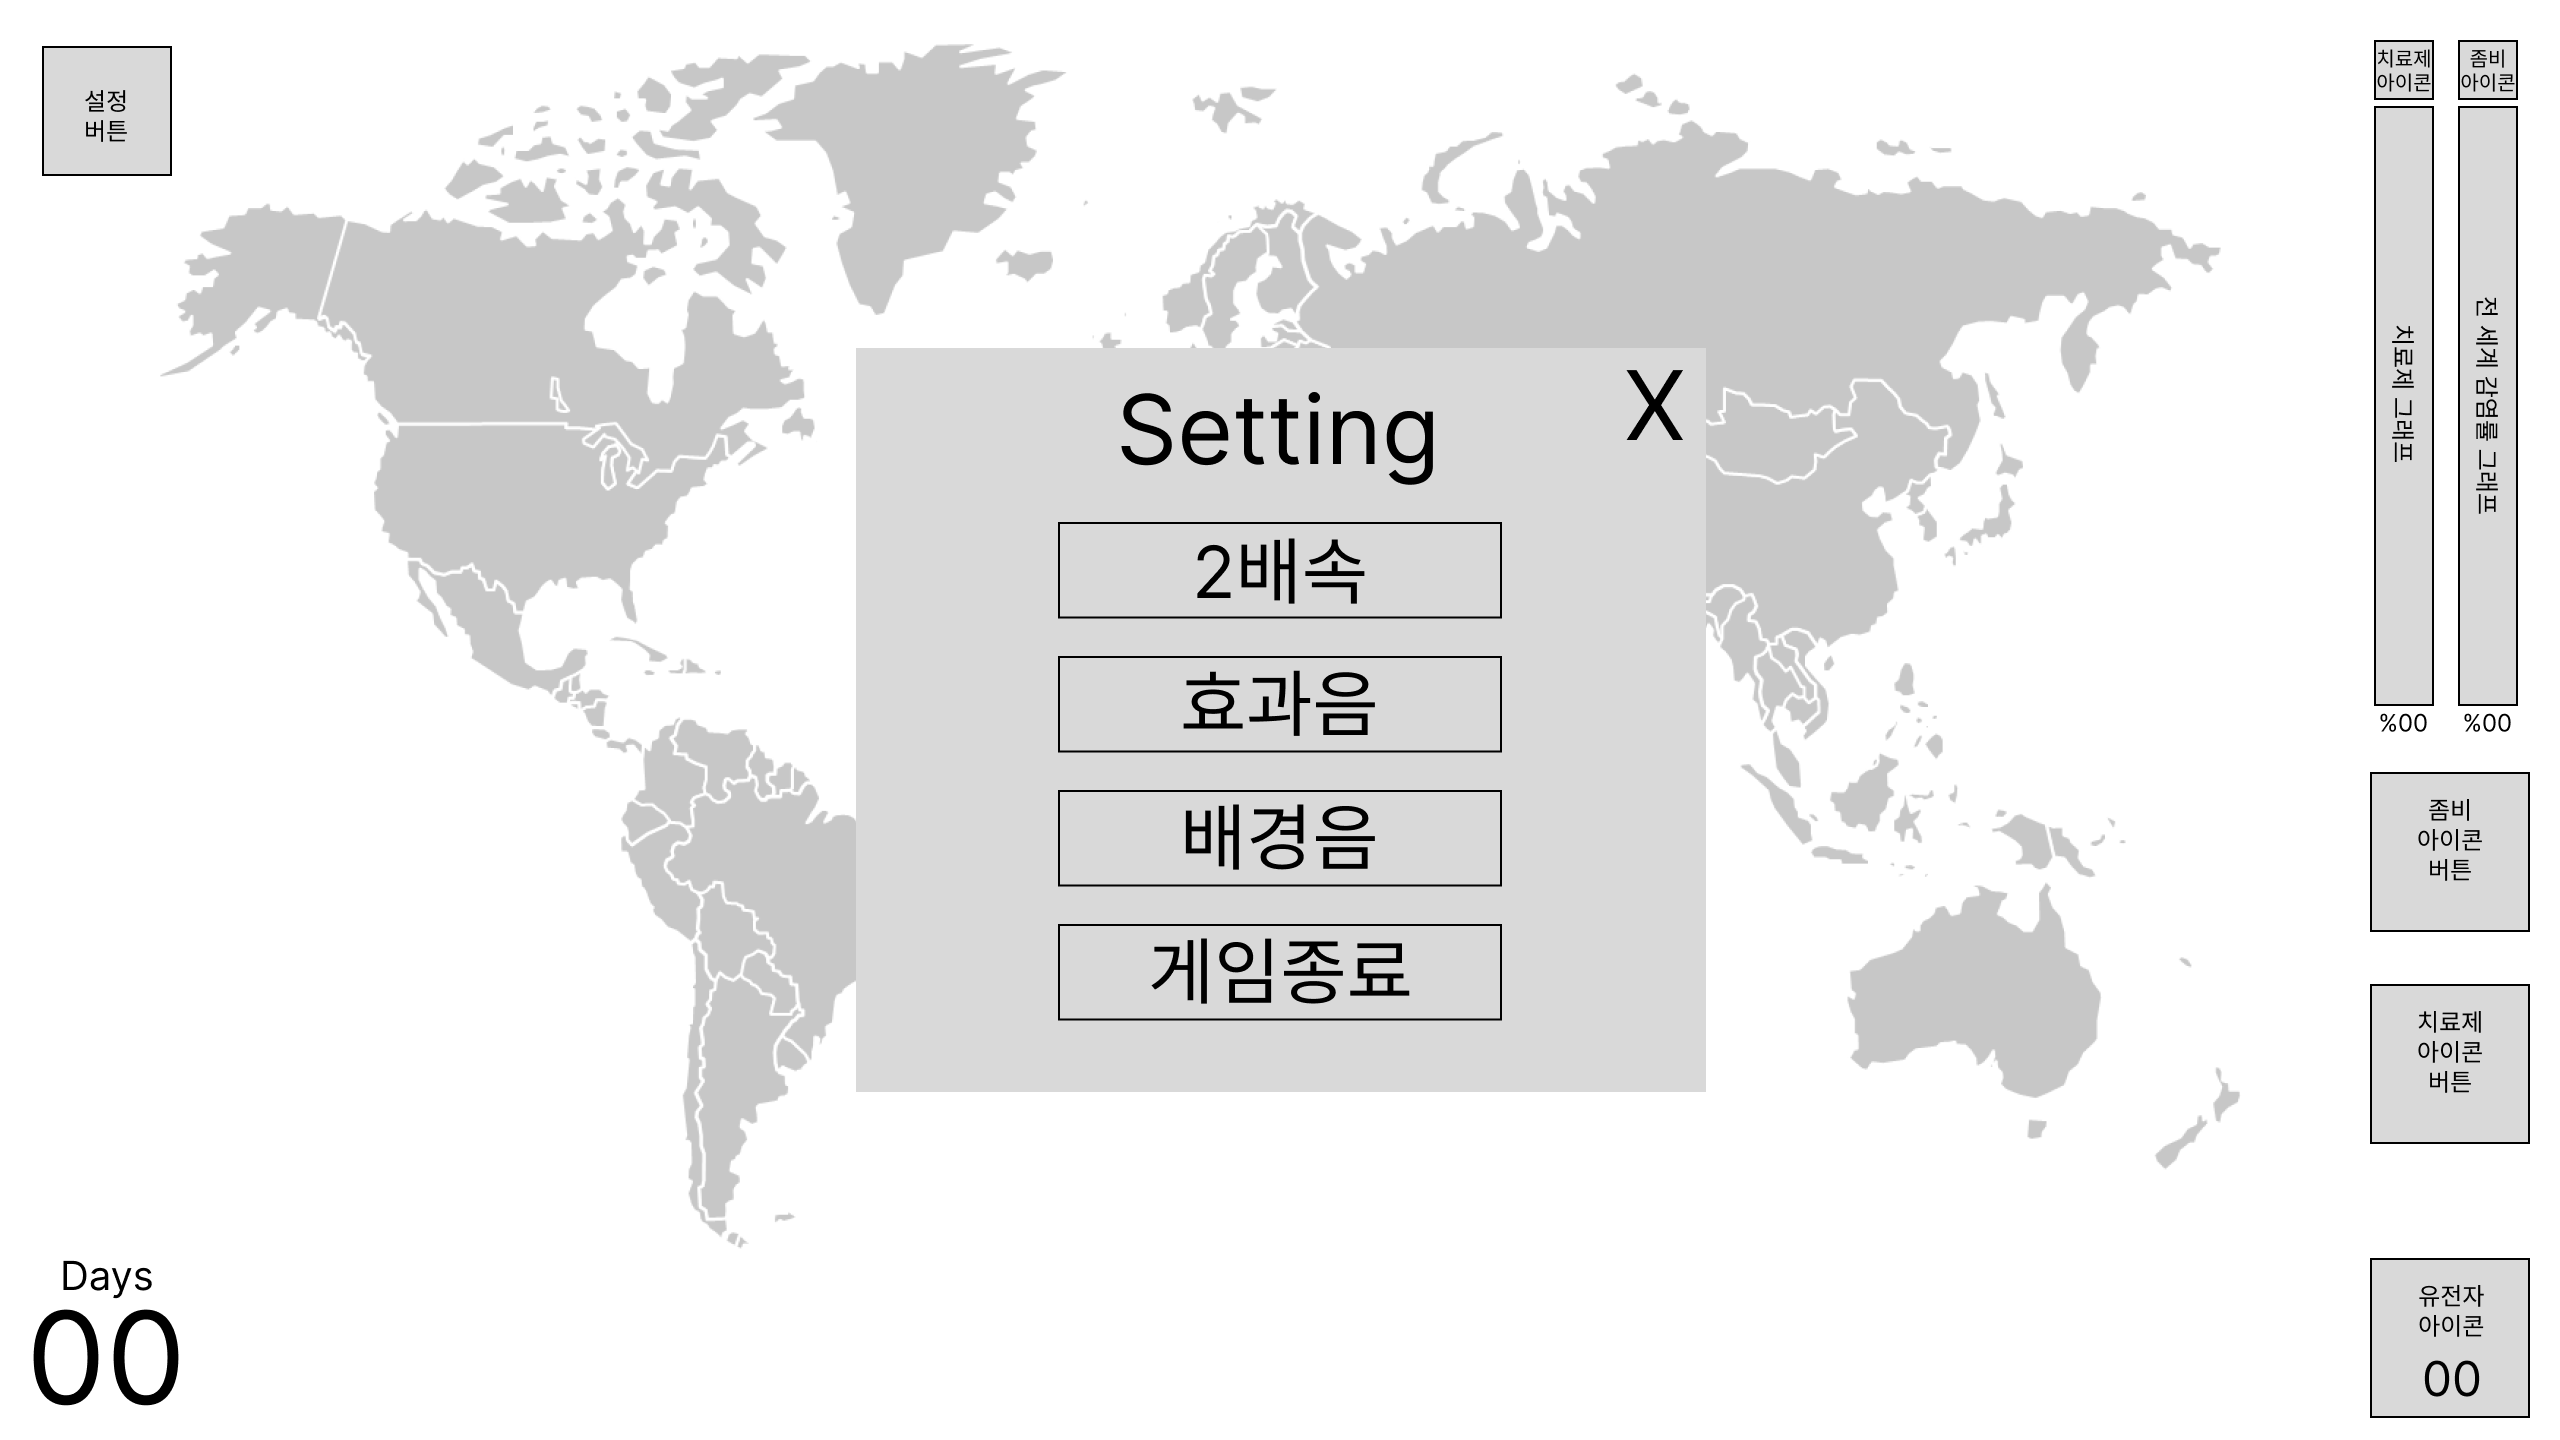 설정
버튼
치료제
아이콘
좀비
아이콘
치료제 그래프
전 세계 감염률 그래프
%00
%00
Setting
X
2배속
효과음
배경음
게임종료
좀비
아이콘
버튼
치료제
아이콘
버튼
Days
00
유전자
아이콘
00